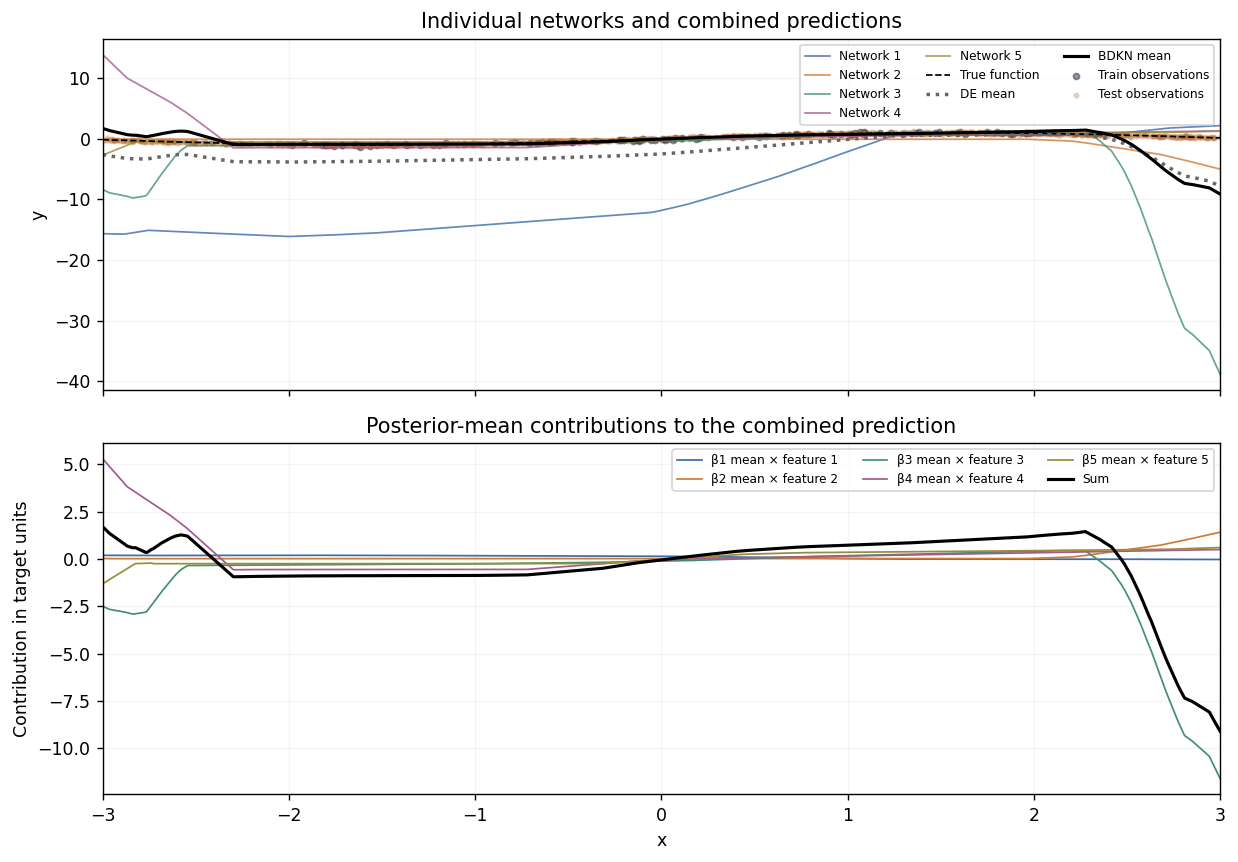 Individual networks and combined predictions
Network 1
Network 2
Network 3
Network 4
Network 5
True function
DE mean
BDKN mean
Train observations
Test observations
10
0
−10
−20
−30
−40
y
Posterior-mean contributions to the combined prediction
β1 mean × feature 1
β2 mean × feature 2
β3 mean × feature 3
β4 mean × feature 4
β5 mean × feature 5
Sum
5.0
2.5
0.0
−2.5
−5.0
−7.5
−10.0
Contribution in target units
−3 −2 −1 0 1 2 3
x